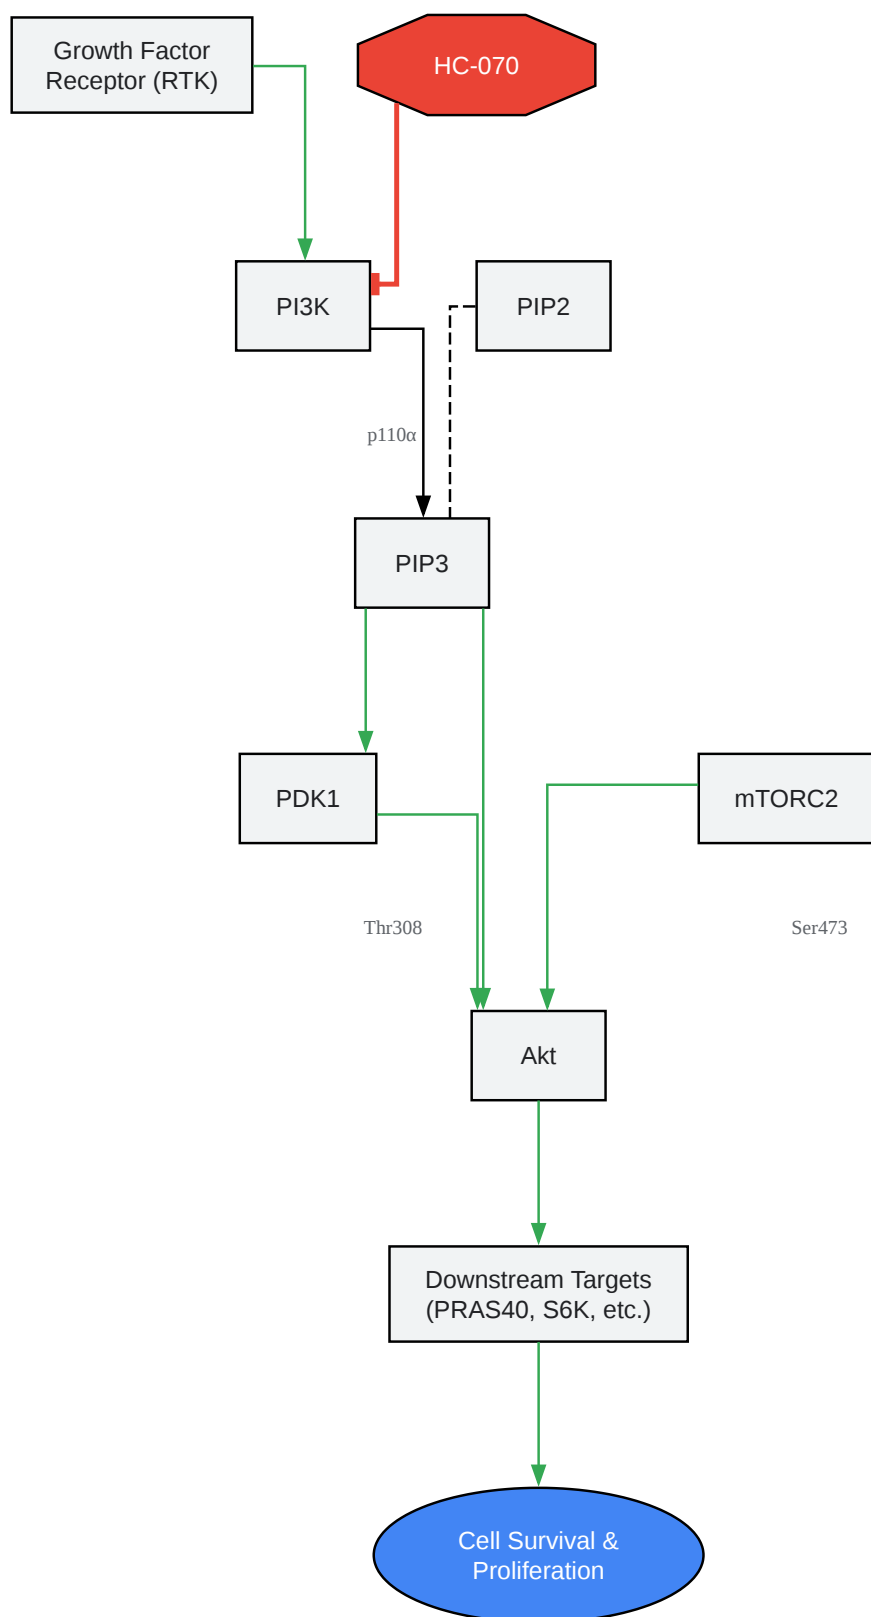 Growth Factor
Receptor (RTK)
HC-070
PI3K
PIP2
p110α
PIP3
PDK1
mTORC2
Thr308
Ser473
Akt
Downstream Targets
(PRAS40, S6K, etc.)
Cell Survival &
Proliferation